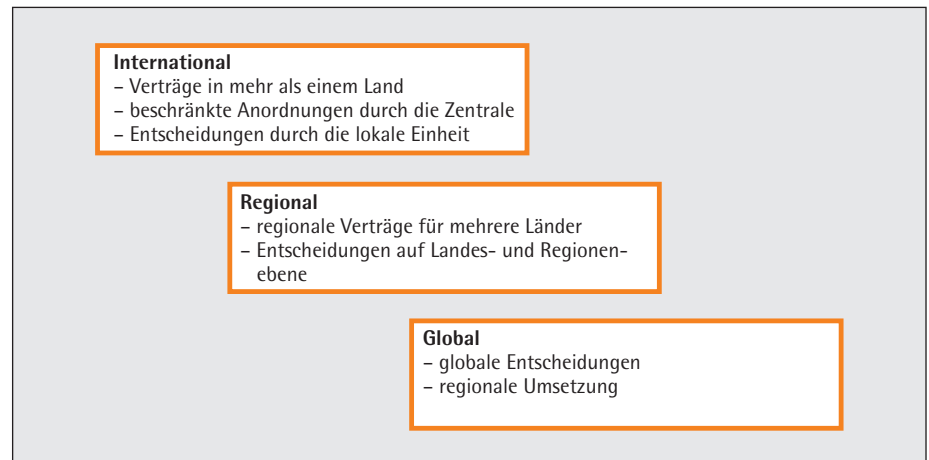 International
– Verträge in mehr als einem Land
– beschränkte Anordnungen durch die Zentrale
– Entscheidungen durch die lokale Einheit
Regional
– regionale Verträge für mehrere Länder
– Entscheidungen auf Landes- und Regionen-
ebene
Global
– globale Entscheidungen
– regionale Umsetzung